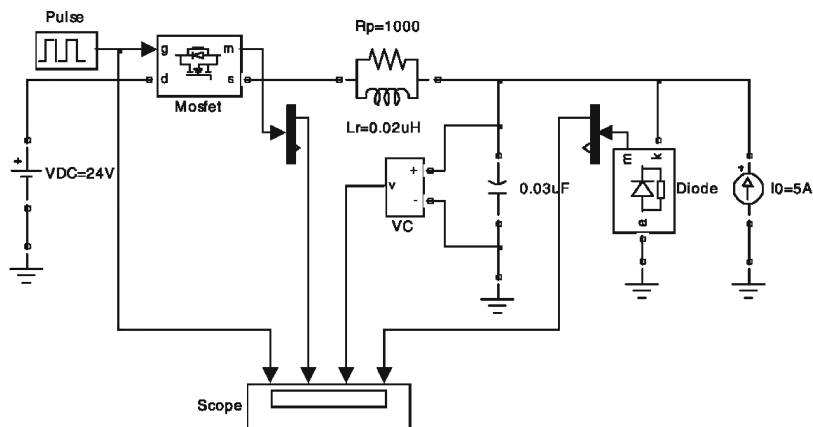 Pulse
Rp=1000
g m
d s
Mosfet
Lr=0.02uH
+
VDC=24V
+
v
-
VC
0.03uF
m k
a
Diode
+
I0=5A
Scope